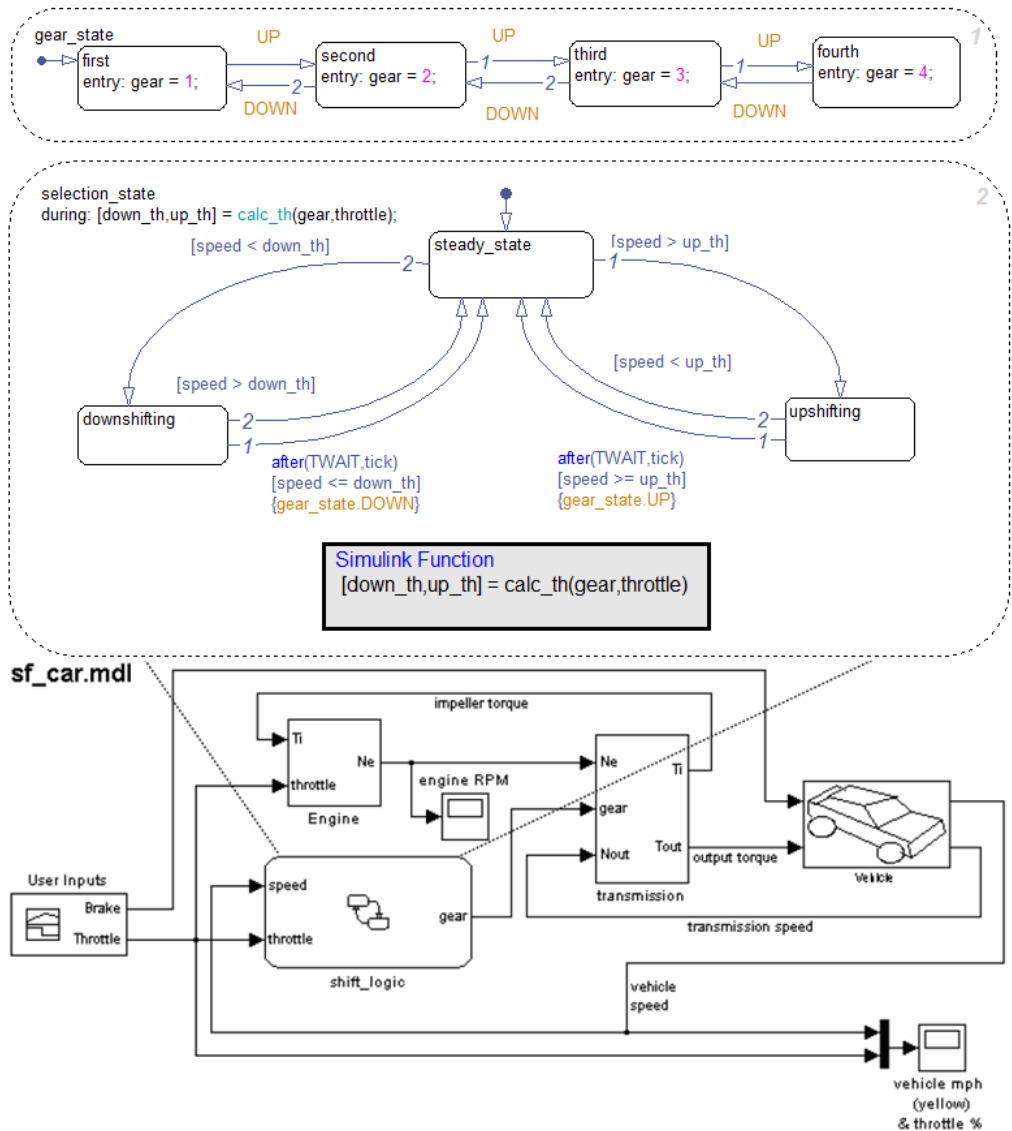 gear_state
1
first
entry: gear = 1;
UP
second
entry: gear = 2;
2
DOWN
UP
1
third
entry: gear = 3;
2
DOWN
UP
1
fourth
entry: gear = 4;
DOWN
selection_state
during: [down_th,up_th] = calc_th(gear,throttle);
2
[speed < down_th]
2
steady_state
[speed > up_th]
1
[speed > down_th]
[speed < up_th]
downshifting
2
1
upshifting
2
1
after(TWAIT,tick)
[speed <= down_th]
{gear_state.DOWN}
after(TWAIT,tick)
[speed >= up_th]
{gear_state.UP}
Simulink Function
[down_th,up_th] = calc_th(gear,throttle)
sf_car.mdl
impeller torque
Ti
Ne
throttle
Engine
engine RPM
Ne
Ti
gear
Nout
Tout
transmission
output torque
Vehicle
transmission speed
User Inputs
Brake
Throttle
speed
gear
throttle
shift_logic
vehicle
speed
vehicle mph
(yellow)
& throttle %